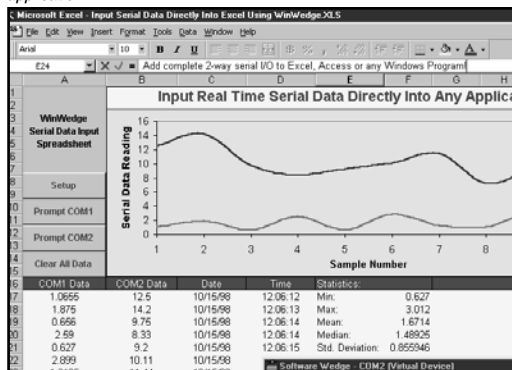 Microsoft Excel - Input Serial Data Directly Into Excel Using WinWedge.XLS
File Edit View Insert Format Tools Data Window Help
Arial 10 B I U
E24 = Add complete 2-way serial I/O to Excel, Access or any Windows Program!
A B C D E F G H
Input Real Time Serial Data Directly Into Any Applica
WinWedge
Serial Data Input
Spreadsheet
Setup
Prompt COM1
Prompt COM2
Clear All Data
Serial Data Reading
16
14
12
10
8
6
4
2
0
1 2 3 4 5 6 7 8
Sample Number
COM1 Data COM2 Data Date Time Statistics:
1.0655 12.5 10/15/98 12:06:12 Min: 0.627
1.875 14.2 10/15/98 12:06:13 Max: 3.012
0.656 9.75 10/15/98 12:06:14 Mean: 1.6714
2.59 8.33 10/15/98 12:06:14 Median: 1.48925
0.627 9.2 10/15/98 12:06:15 Std. Deviation: 0.855946
2.899 10.11 10/15/98
Software Wedge - COM2 (Virtual Device)